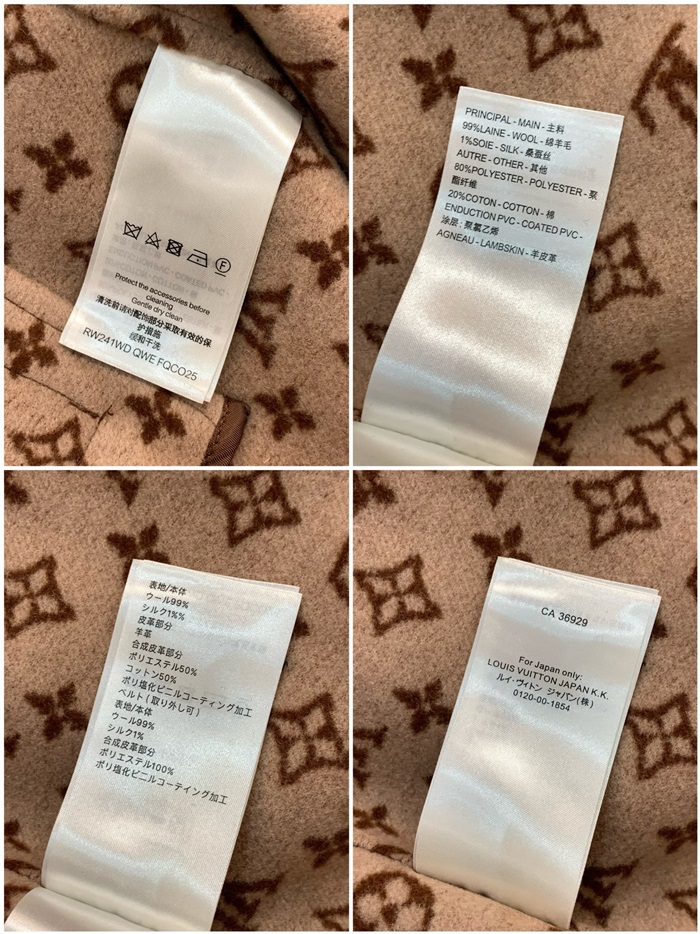 F
Protect the accessories before
cleaning
Gentle dry clean
清洗前请对配饰部分采取有效的保
护措施
缓和干洗
RW241WD QWE FQCO25
PRINCIPAL - MAIN - 主料
99%LAINE - WOOL - 绵羊毛
1%SOIE - SILK - 桑蚕丝
AUTRE - OTHER - 其他
80%POLYESTER - POLYESTER - 聚
酯纤维
20%COTON - COTTON - 棉
ENDUCTION PVC - COATED PVC -
涂层 : 聚氯乙烯
AGNEAU - LAMBSKIN - 羊皮革
表地/本体
ウール99%
シルク1%%
皮革部分
羊革
合成皮革部分
ポリエステル50%
コットン50%
ポリ塩化ビニルコーティング加工
ベルト ( 取り外し可 )
表地/本体
ウール99%
シルク1%
合成皮革部分
ポリエステル100%
ポリ塩化ビニルコーテイング加工
CA 36929
For Japan only:
LOUIS VUITTON JAPAN K.K.
ルイ・ヴィトン ジャパン (株)
0120-00-1854